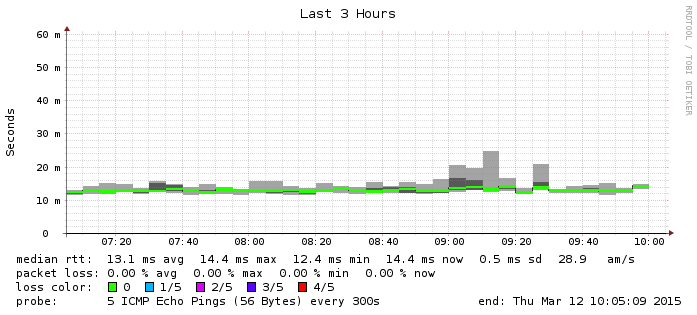 Last 3 Hours
RRDTOOL / TOBI OETIKER
Seconds
60 m
50 m
40 m
30 m
20 m
10 m
0
07:20 07:40 08:00 08:20 08:40 09:00 09:20 09:40 10:00
median rtt: 13.1 ms avg 14.4 ms max 12.4 ms min 14.4 ms now 0.5 ms sd 28.9 am/s
packet loss: 0.00 % avg 0.00 % max 0.00 % min 0.00 % now
loss color: 0 1/5 2/5 3/5 4/5
probe: 5 ICMP Echo Pings (56 Bytes) every 300s end: Thu Mar 12 10:05:09 2015